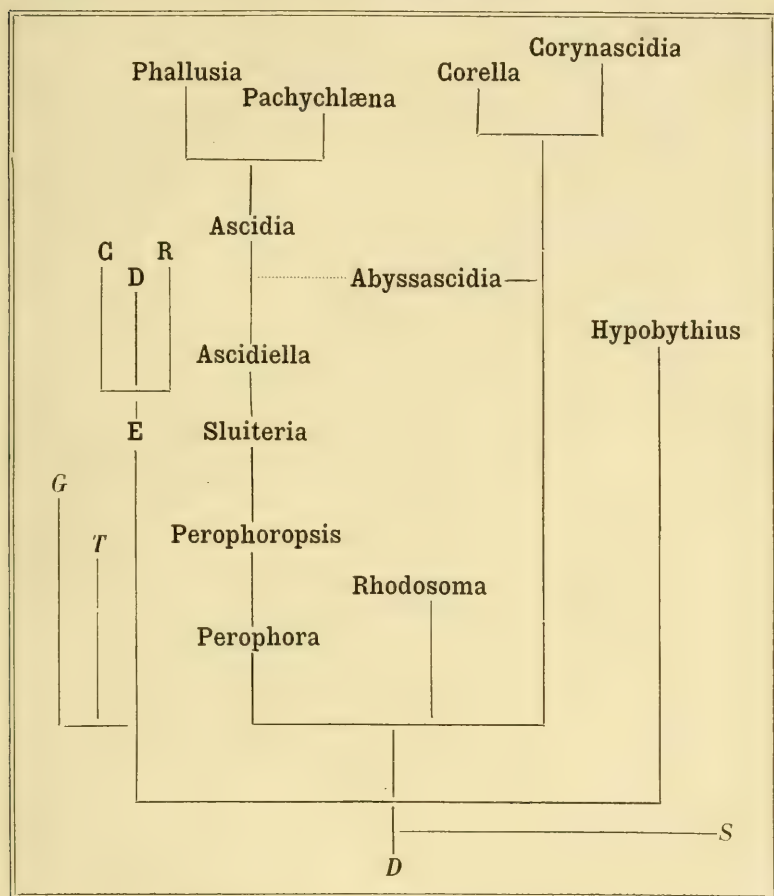 Corynascidia
Phallusia
Corella
Pachychlæna
Ascidia
C
R
D
Abyssascidia
Hypobythius
Ascidiella
E
Sluiteria
G
Perophoropsis
T
Rhodosoma
Perophora
S
D